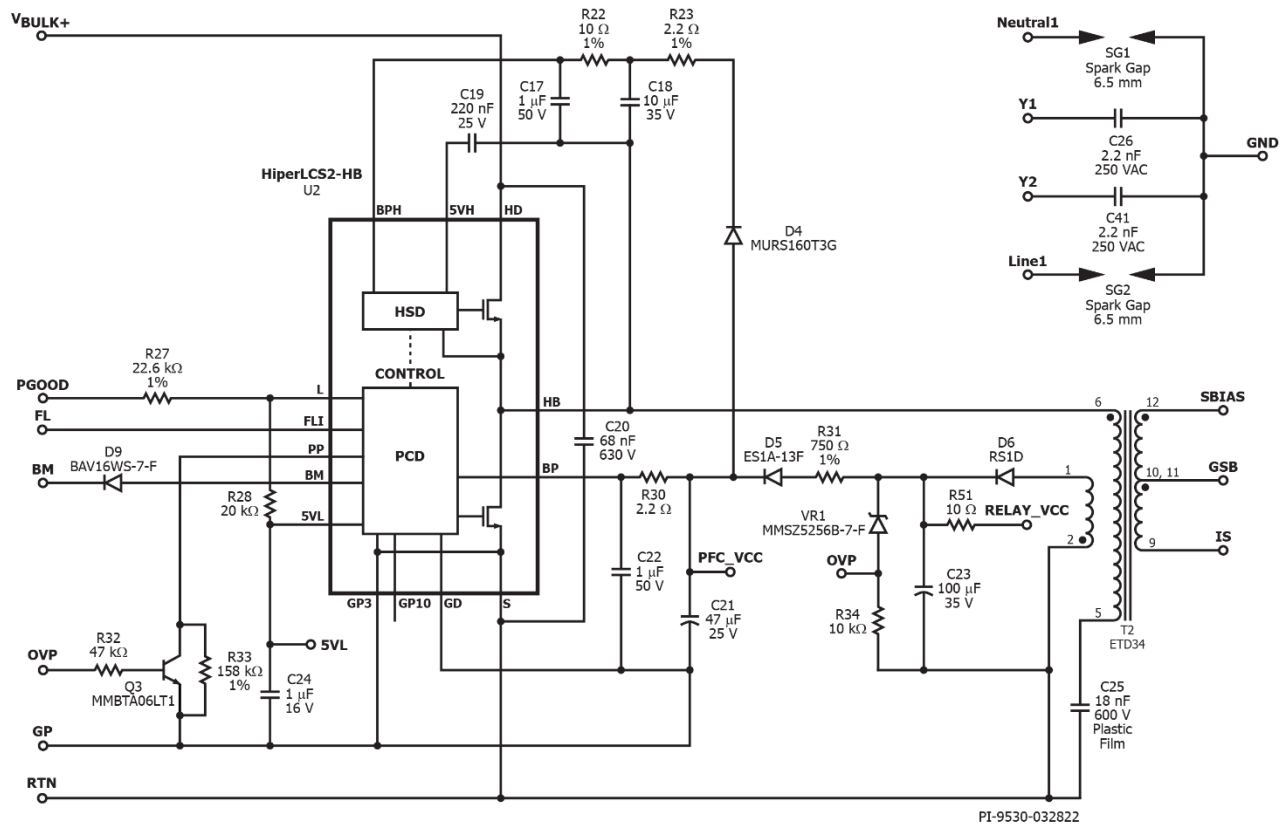 VBULK+
R22
10 Ω
1%
R23
2.2 Ω
1%
C19
220 nF
25 V
C17
1 µF
50 V
C18
10 µF
35 V
Neutral1
SG1
Spark Gap
6.5 mm
Y1
C26
2.2 nF
250 VAC
GND
Y2
C41
2.2 nF
250 VAC
Line1
SG2
Spark Gap
6.5 mm
HiperLCS2-HB
U2
BPH
5VH
HD
D4
MURS160T3G
HSD
CONTROL
R27
22.6 kΩ
1%
PGOOD
L
FL
FLI
PP
D9
BAV16WS-7-F
BM
BM
PCD
R28
20 kΩ
5VL
HB
C20
68 nF
630 V
BP
R30
2.2 Ω
D5
ES1A-13F
R31
750 Ω
1%
D6
RS1D
R51
10 Ω
RELAY_VCC
VR1
MMSZ5256B-7-F
OVP
C22
1 µF
50 V
PFC_VCC
C21
47 µF
25 V
R34
10 kΩ
C23
100 µF
35 V
6
12
SBIAS
1
10, 11
GSB
2
9
IS
5
T2
ETD34
C25
18 nF
600 V
Plastic
Film
GP3
GP10
GD
S
5VL
OVP
R32
47 kΩ
Q3
MMBTA06LT1
R33
158 kΩ
1%
C24
1 µF
16 V
GP
RTN
PI-9530-032822